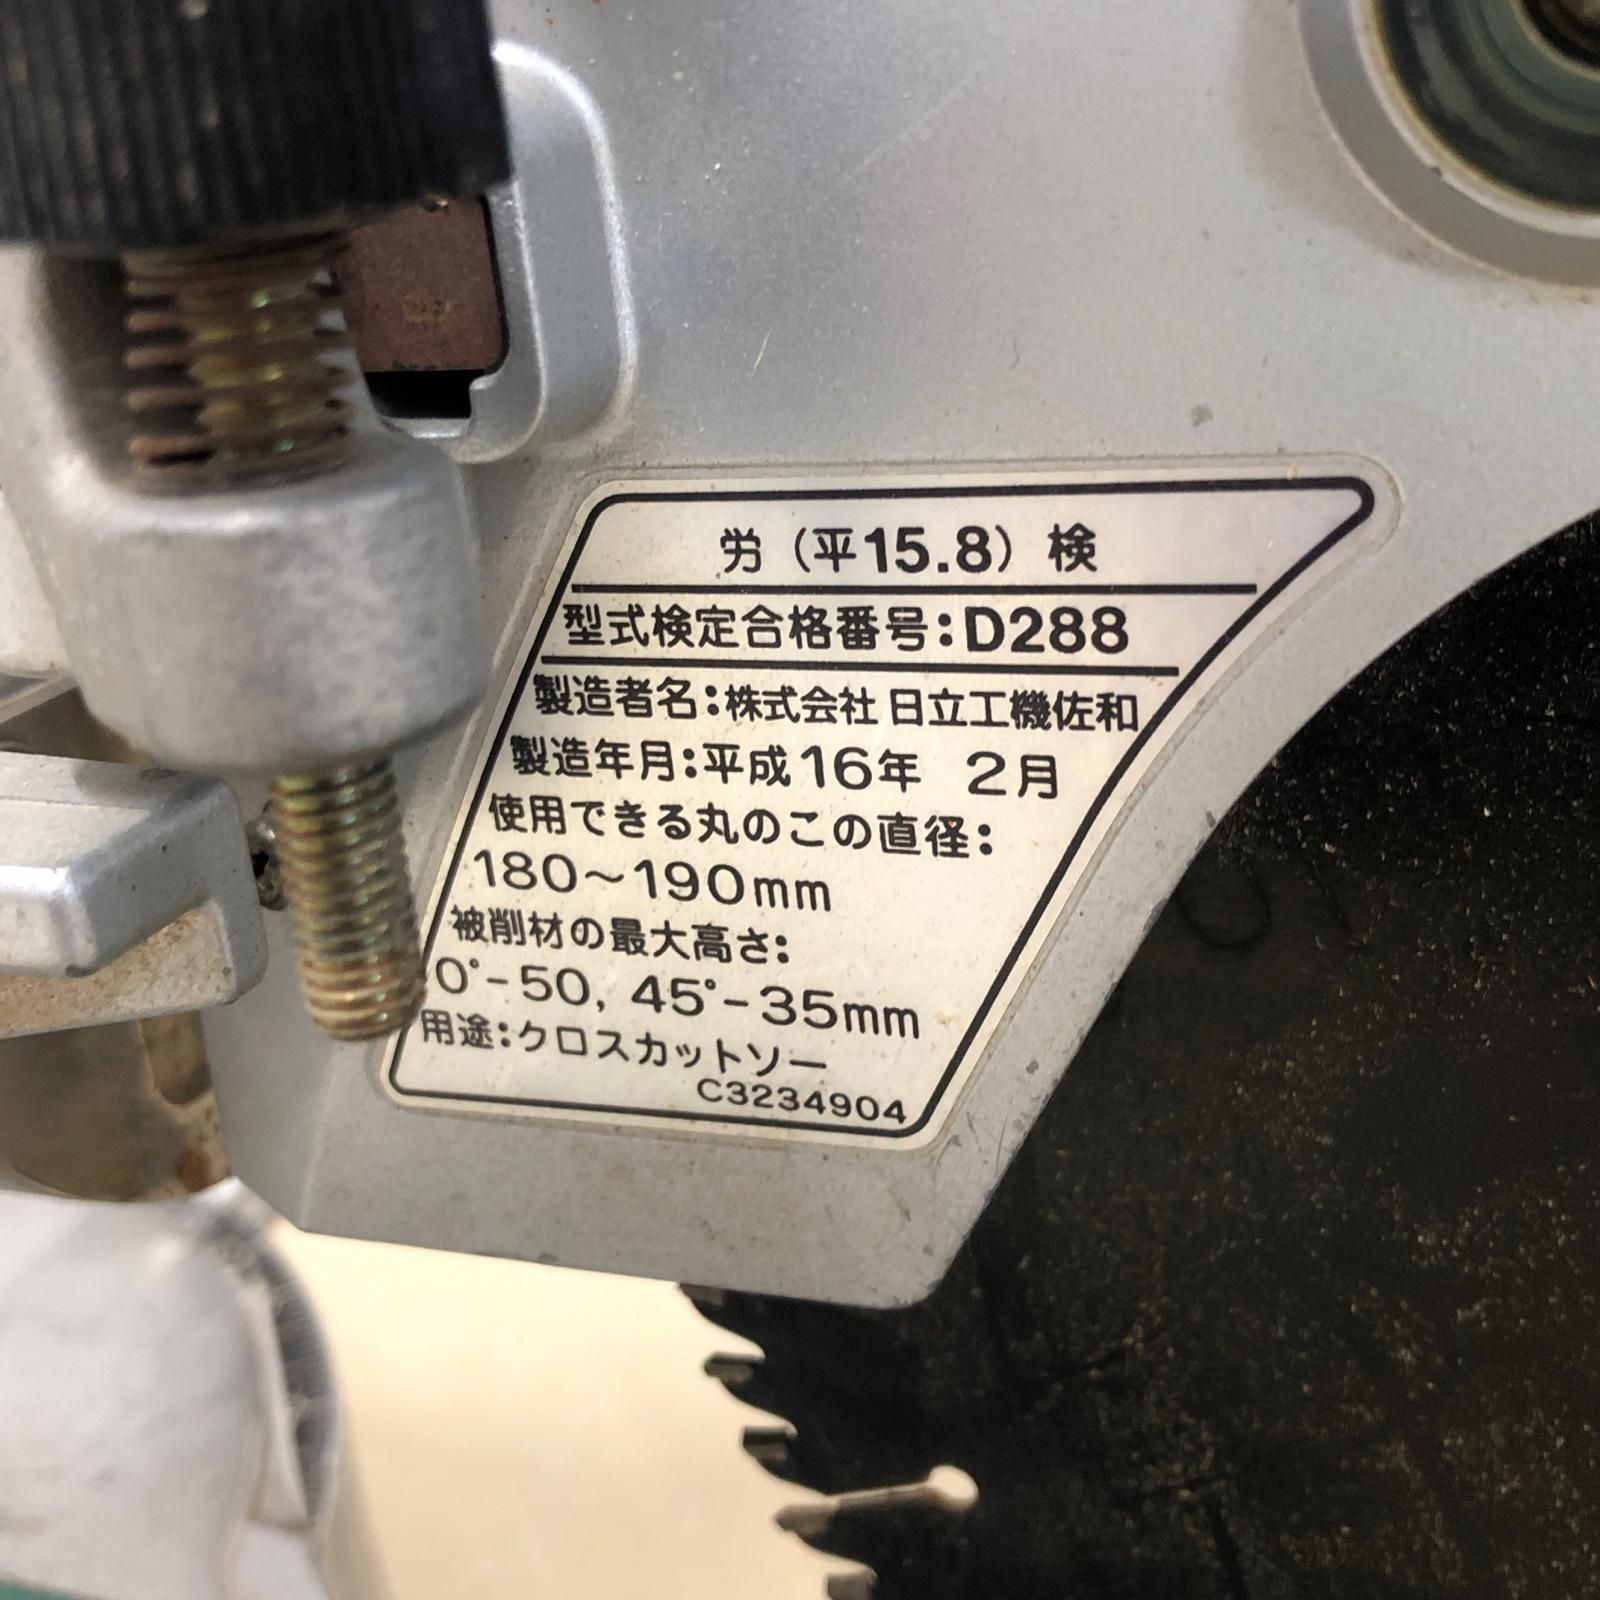 労（平15.8）検
型式検定合格番号:D288
製造者名:株式会社 日立工機佐和
製造年月:平成16年 2月
使用できる丸のこの直径:
180～190mm
被削材の最大高さ:
0°-50, 45°-35mm
用途:クロスカットソー
C3234904